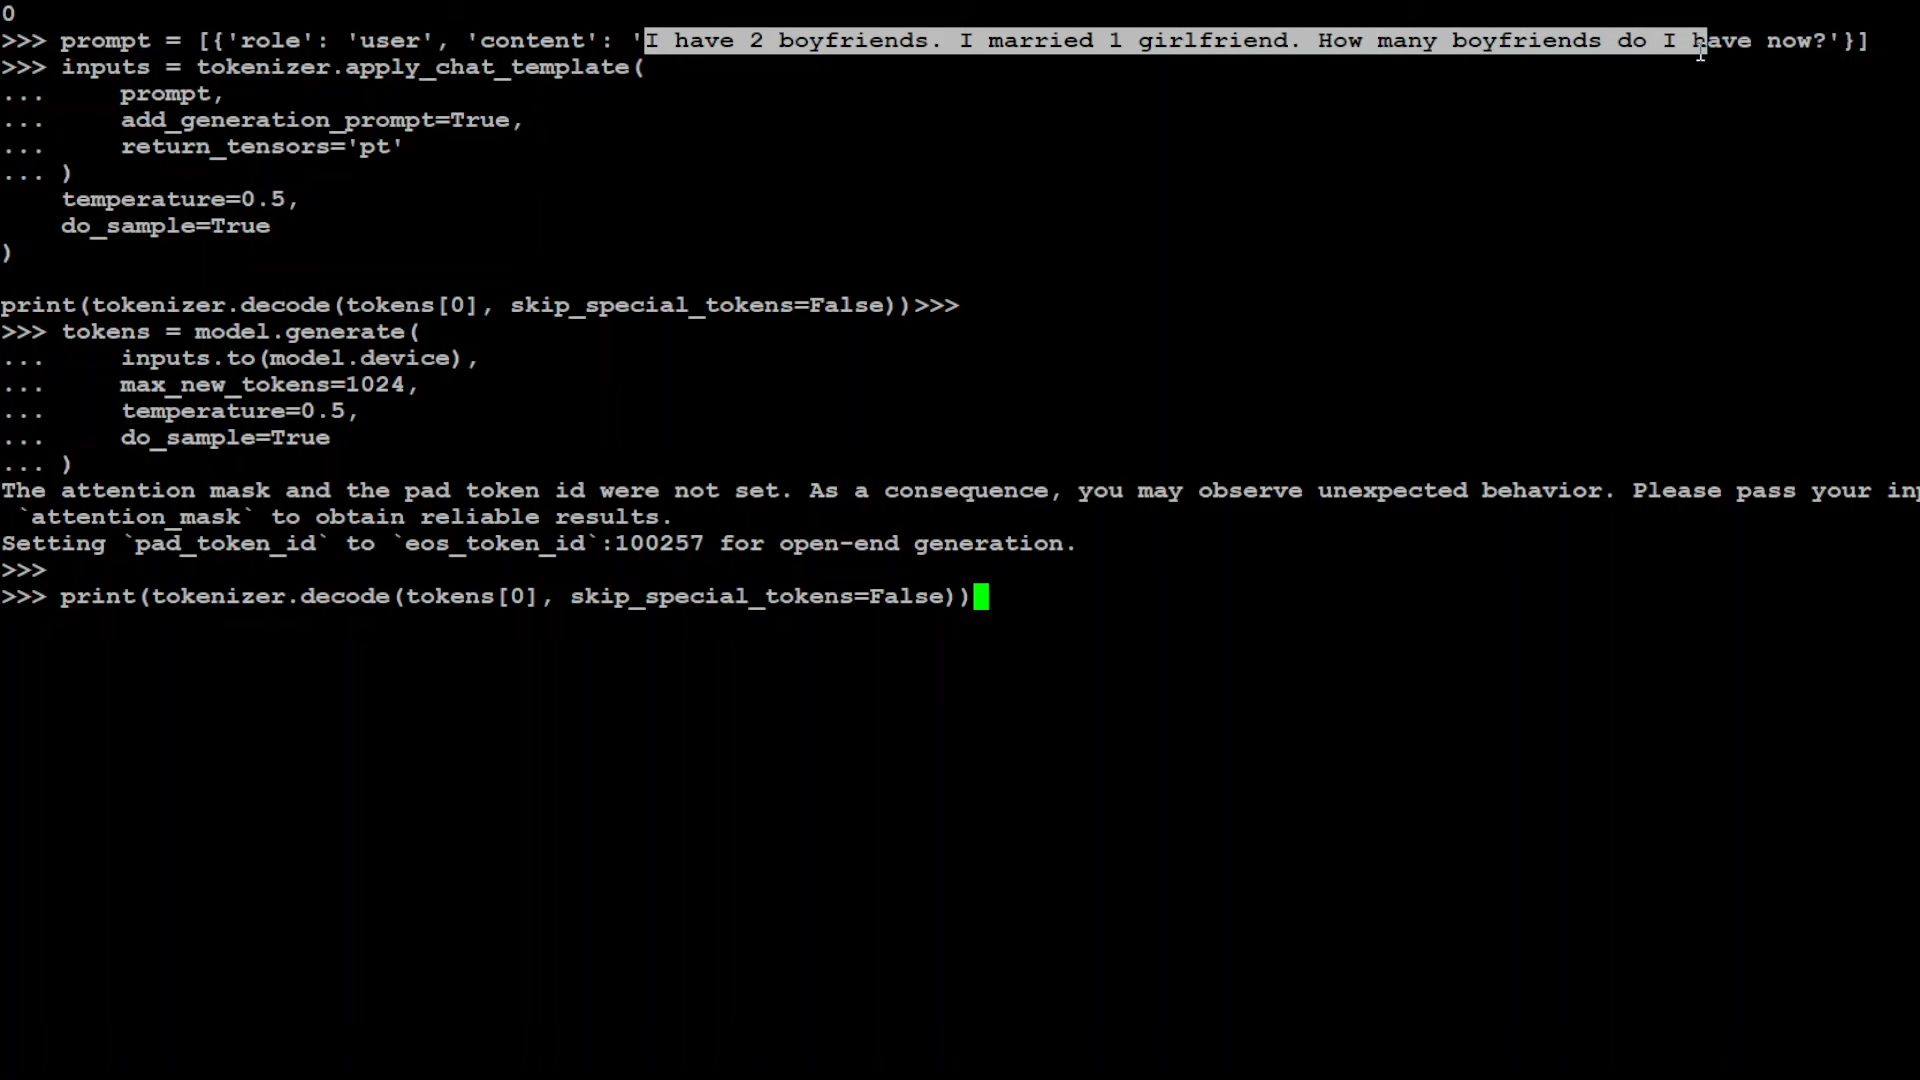 0
>>> prompt = [{'role': 'user', 'content': 'I have 2 boyfriends. I married 1 girlfriend. How many boyfriends do I have now?'}]
>>> inputs = tokenizer.apply_chat_template(
...     prompt,
...     add_generation_prompt=True,
...     return_tensors='pt'
... )
    temperature=0.5,
    do_sample=True
)
print(tokenizer.decode(tokens[0], skip_special_tokens=False))>>>
>>> tokens = model.generate(
...     inputs.to(model.device),
...     max_new_tokens=1024,
...     temperature=0.5,
...     do_sample=True
... )
The attention mask and the pad token id were not set. As a consequence, you may observe unexpected behavior. Please pass your
 `attention_mask` to obtain reliable results.
Setting `pad_token_id` to `eos_token_id`:100257 for open-end generation.
>>>
>>> print(tokenizer.decode(tokens[0], skip_special_tokens=False))